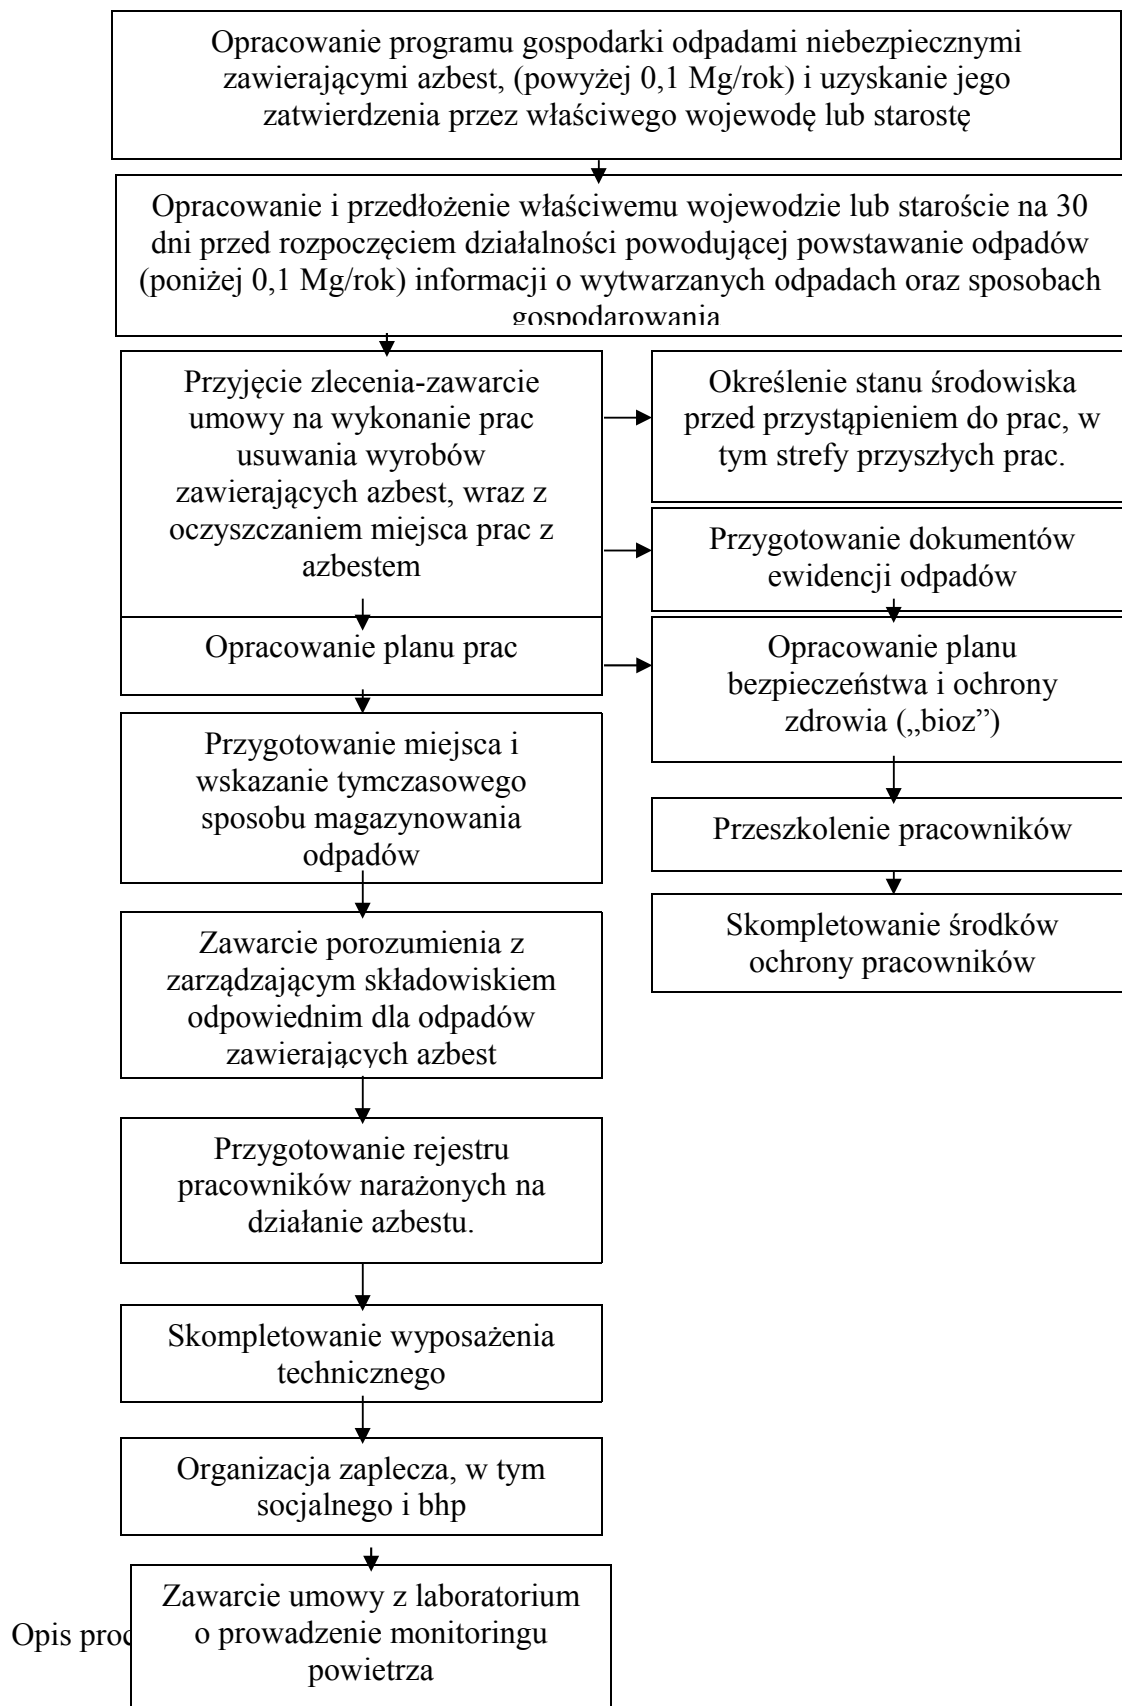 Opracowanie programu gospodarki odpadami niebezpiecznymi
zawierającymi azbest, (powyżej 0,1 Mg/rok) i uzyskanie jego
zatwierdzenia przez właściwego wojewodę lub starostę
Opracowanie i przedłożenie właściwemu wojewodzie lub staroście na 30
dni przed rozpoczęciem działalności powodującej powstawanie odpadów
(poniżej 0,1 Mg/rok) informacji o wytwarzanych odpadach oraz sposobach
gospodarowania
Przyjęcie zlecenia-zawarcie
umowy na wykonanie prac
usuwania wyrobów
zawierających azbest, wraz z
oczyszczaniem miejsca prac z
azbestem
Określenie stanu środowiska
przed przystąpieniem do prac, w
tym strefy przyszłych prac.
Przygotowanie dokumentów
ewidencji odpadów
Opracowanie planu prac
Opracowanie planu
bezpieczeństwa i ochrony
zdrowia („bioz”)
Przygotowanie miejsca i
wskazanie tymczasowego
sposobu magazynowania
odpadów
Przeszkolenie pracowników
Skompletowanie środków
ochrony pracowników
Zawarcie porozumienia z
zarządzającym składowiskiem
odpowiednim dla odpadów
zawierających azbest
Przygotowanie rejestru
pracowników narażonych na
działanie azbestu.
Skompletowanie wyposażenia
technicznego
Organizacja zaplecza, w tym
socjalnego i bhp
Zawarcie umowy z laboratorium
o prowadzenie monitoringu
powietrza
Opis